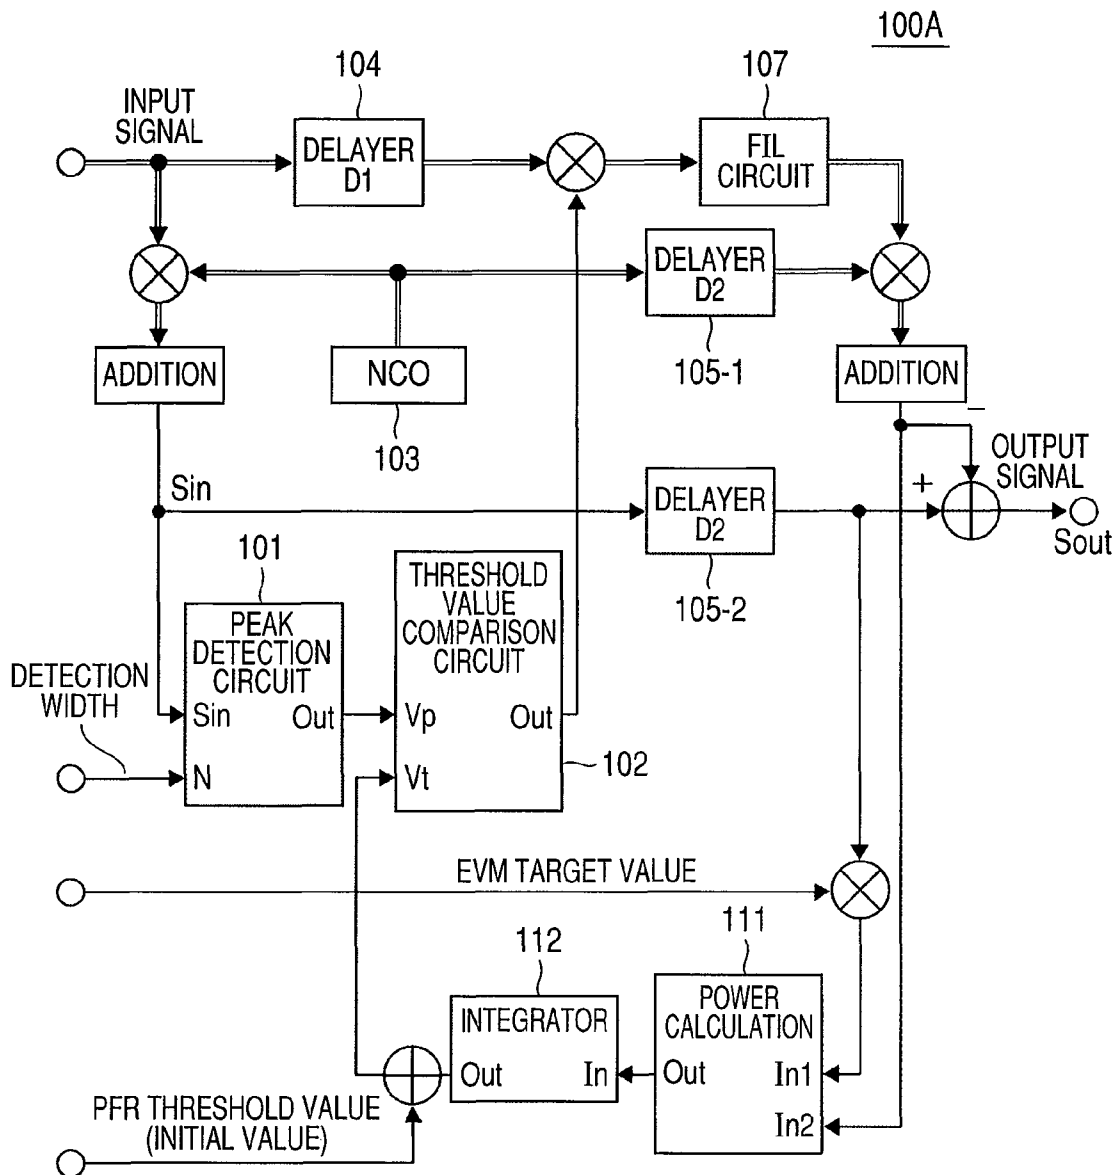 100A
104
107
INPUT
SIGNAL
DELAYER
D1
FIL
CIRCUIT
DELAYER
D2
105-1
ADDITION
NCO
103
ADDITION
−
OUTPUT
SIGNAL
Sin
DELAYER
D2
+
Sout
105-2
101
PEAK
DETECTION
CIRCUIT
Sin
Out
N
THRESHOLD
VALUE
COMPARISON
CIRCUIT
Vp
Out
Vt
102
DETECTION
WIDTH
EVM TARGET VALUE
112
111
INTEGRATOR
Out
In
POWER
CALCULATION
Out
In1
In2
PFR THRESHOLD VALUE
(INITIAL VALUE)